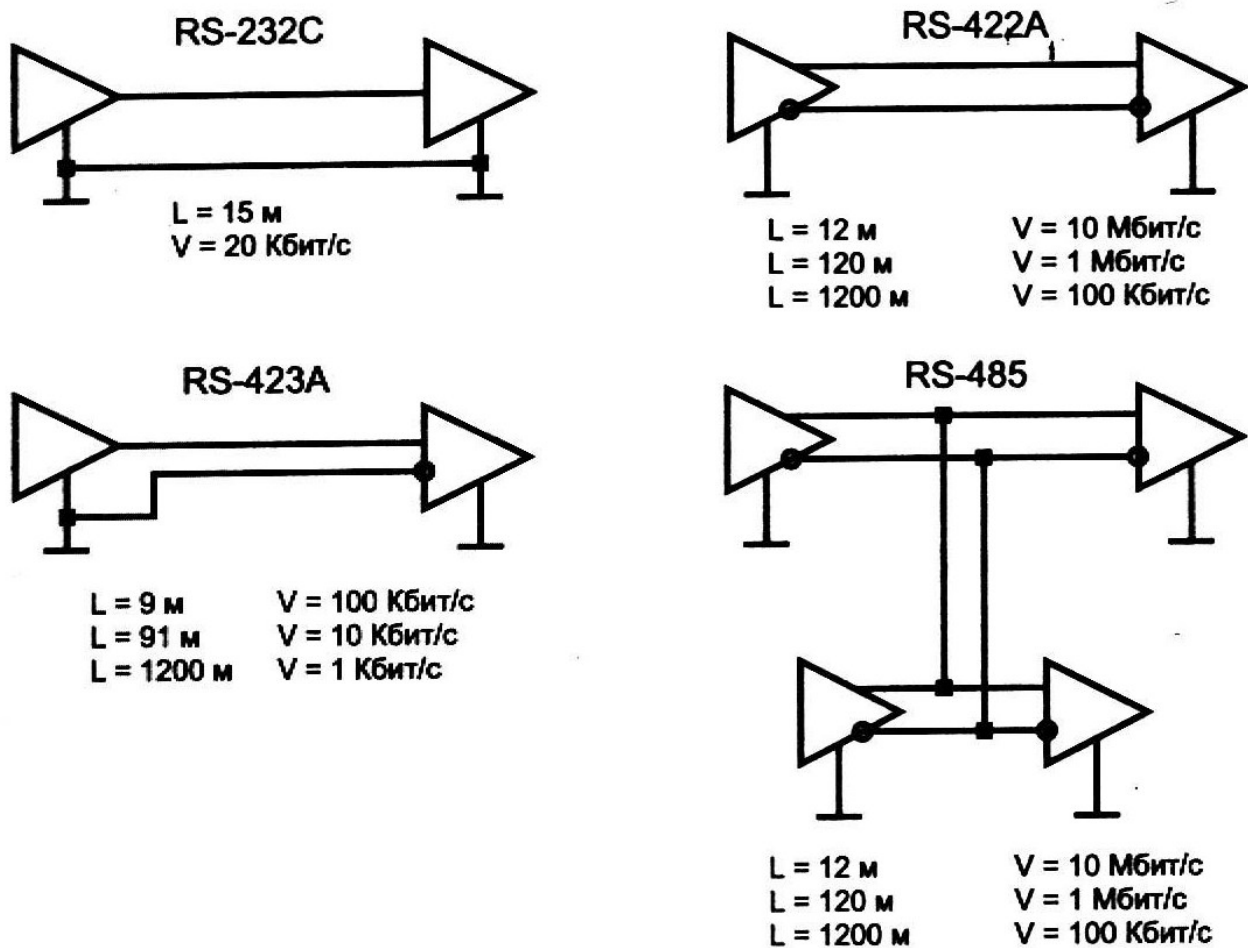 RS-232C
L = 15 м
V = 20 Кбит/с
RS-422A
L = 12 м V = 10 Мбит/с
L = 120 м V = 1 Мбит/с
L = 1200 м V = 100 Кбит/с
RS-423A
L = 9 м V = 100 Кбит/с
L = 91 м V = 10 Кбит/с
L = 1200 м V = 1 Кбит/с
RS-485
L = 12 м V = 10 Мбит/с
L = 120 м V = 1 Мбит/с
L = 1200 м V = 100 Кбит/с